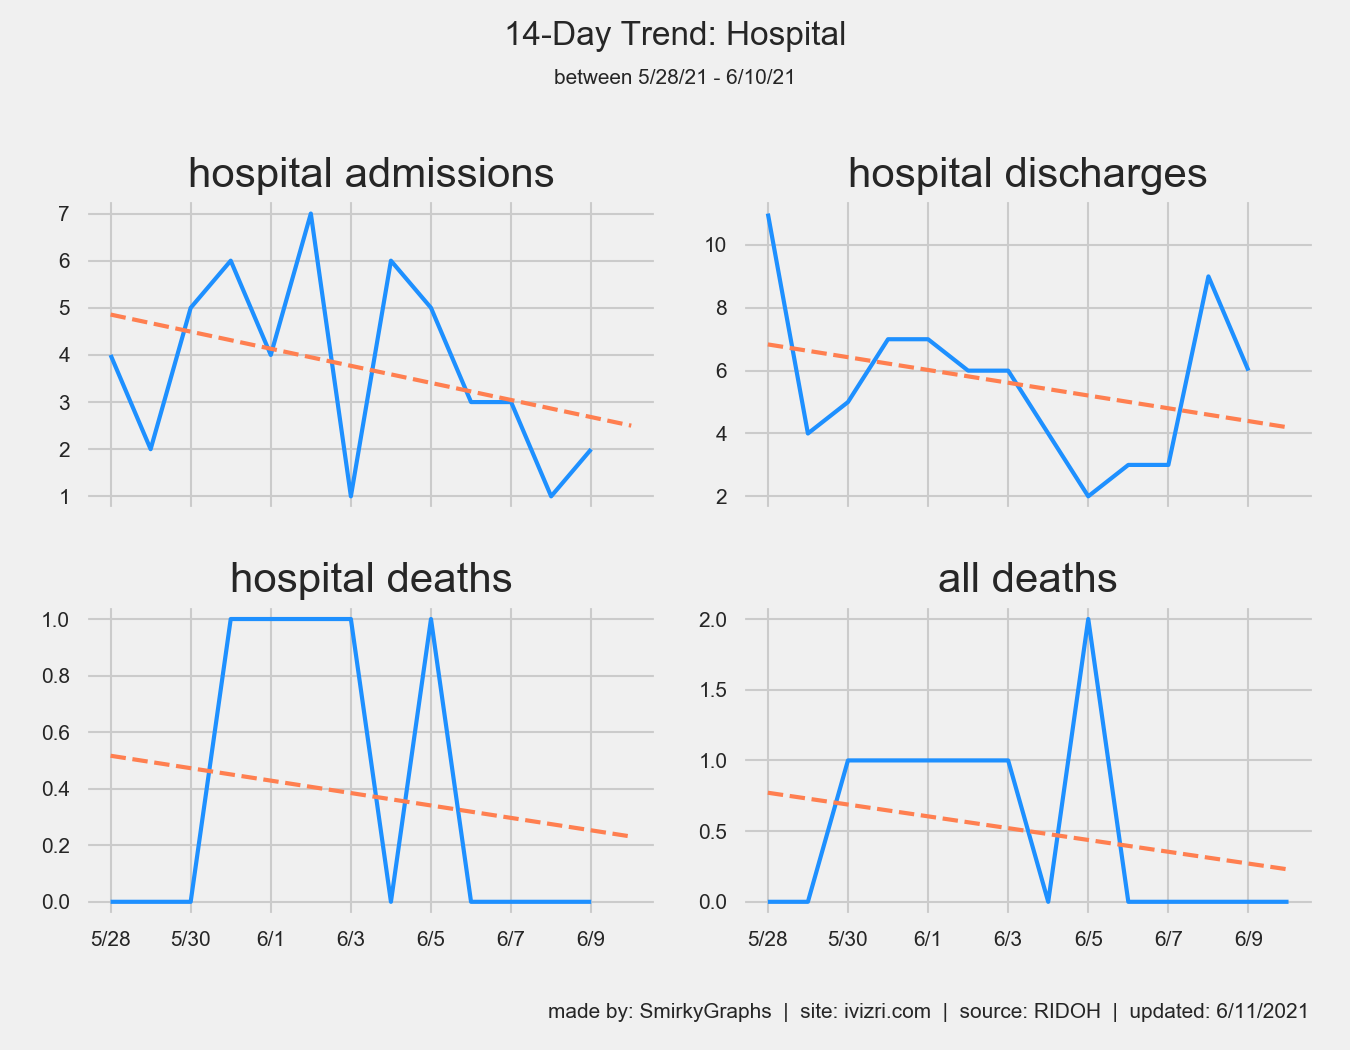 14-Day Trend: Hospital
between 5/28/21 - 6/10/21
hospital admissions
7
6
5
4
3
2
1
hospital discharges
10
8
6
4
2
hospital deaths
1.0
0.8
0.6
0.4
0.2
0.0
5/28 5/30 6/1 6/3 6/5 6/7 6/9
all deaths
2.0
1.5
1.0
0.5
0.0
5/28 5/30 6/1 6/3 6/5 6/7 6/9
made by: SmirkyGraphs | site: ivizri.com | source: RIDOH | updated: 6/11/2021